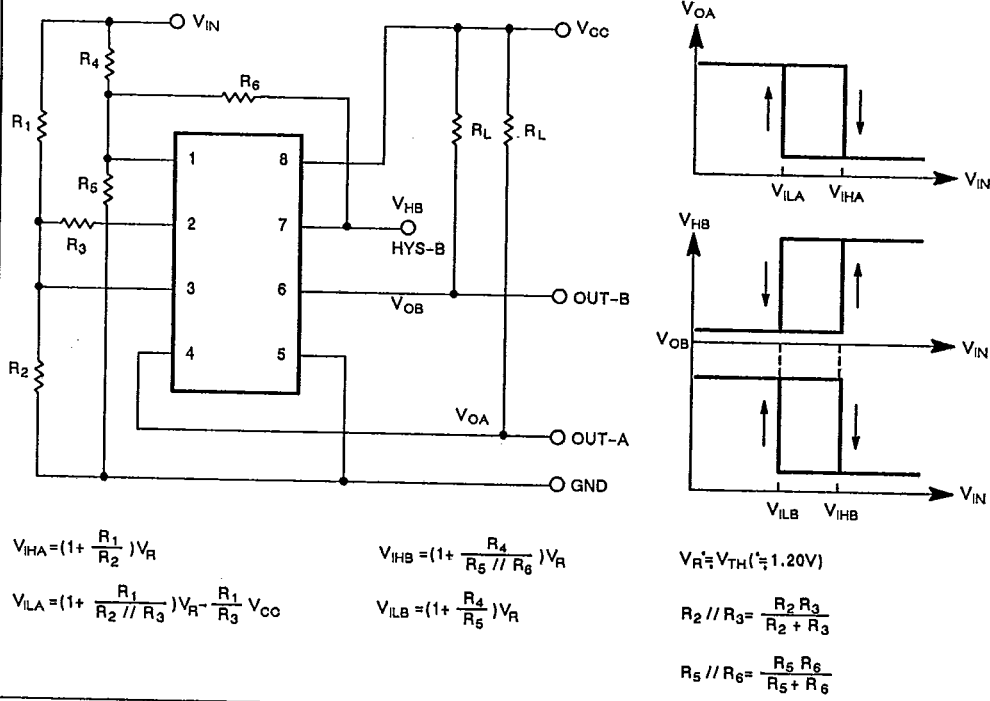 V_IN
V_CC
R_4
R_6
R_1
R_L
R_L
1
8
R_5
V_HB
2
7
R_3
HYS-B
3
6
OUT-B
V_OB
R_2
4
5
V_OA
OUT-A
GND
V_OA
V_ILA
V_IHA
V_IN
V_HB
V_OB
V_IN
V_ILB
V_IHB
V_IN
V_IHA=(1+ R_1/R_2 )V_R
V_IHB=(1+ R_4/(R_5 // R_6) )V_R
V_R≒V_TH(≒1.20V)
V_ILA=(1+ R_1/(R_2 // R_3) )V_R- R_1/R_3 V_CC
V_ILB=(1+ R_4/R_5 )V_R
R_2 // R_3= R_2 R_3/(R_2 + R_3)
R_5 // R_6= R_5 R_6/(R_5 + R_6)